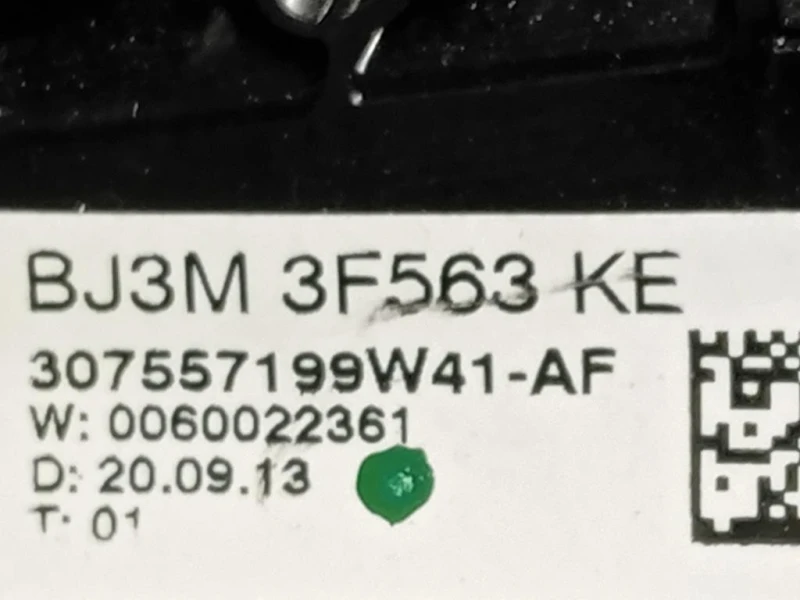 BJ3M 3F563 KE
307557199W41-AF
W: 0060022361
D: 20.09.13
T: 01